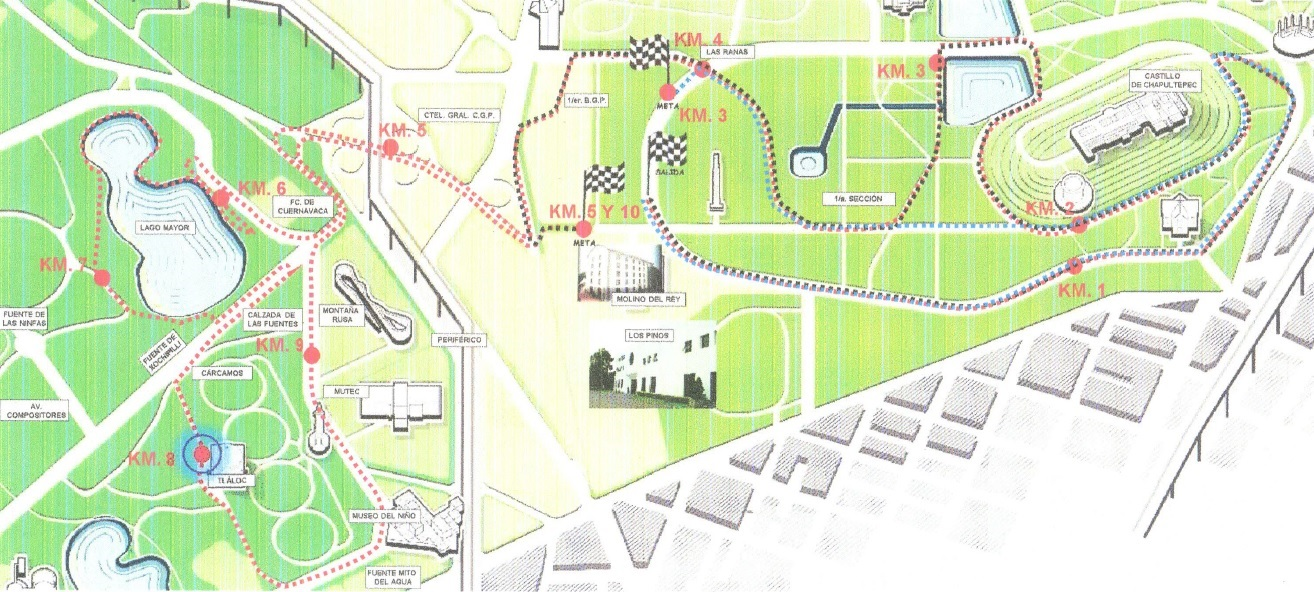 KM. 4
LAS RANAS
KM. 3
CASTILLO
DE CHAPULTEPEC
1/er. B.G.P.
META
KM. 3
CTEL. GRAL. C.G.P.
KM. 5
SALIDA
KM. 6
FC. DE
CUERNAVACA
1/a. SECCIÓN
KM. 2
KM. 5 Y 10
META
LAGO MAYOR
KM. 7
KM. 1
MOLINO DEL REY
FUENTE DE
LAS NINFAS
CALZADA DE
LAS FUENTES
MONTAÑA
RUSA
LOS PINOS
PERIFÉRICO
FUENTE DE
XOCHIPILLI
KM. 9
CÁRCAMOS
MUTEC
AV.
COMPOSITORES
KM. 8
TLÁLOC
MUSEO DEL NIÑO
FUENTE MITO
DEL AGUA